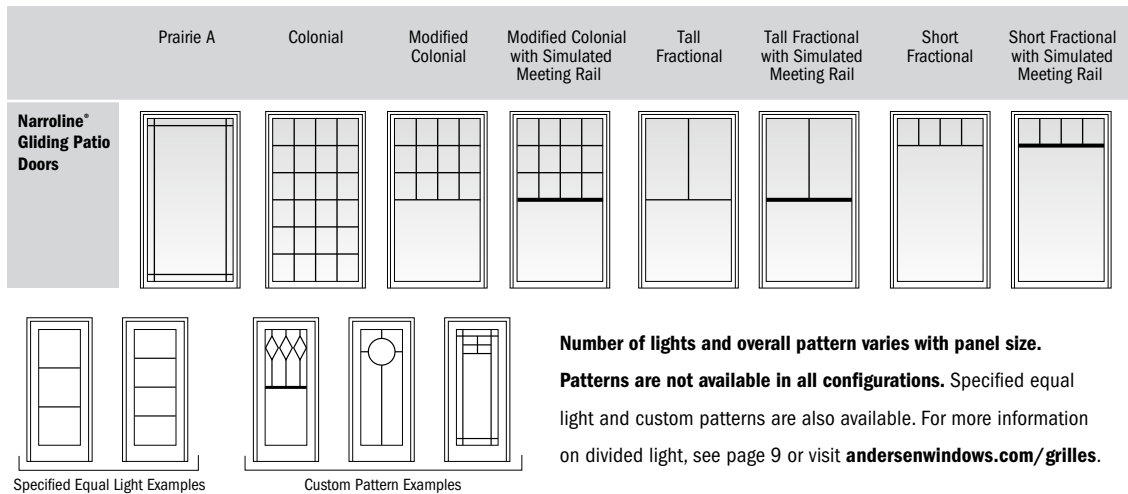 Prairie A
Colonial
Modified
Colonial
Modified Colonial
with Simulated
Meeting Rail
Tall
Fractional
Tall Fractional
with Simulated
Meeting Rail
Short
Fractional
Short Fractional
with Simulated
Meeting Rail
Narroline®
Gliding Patio
Doors
Number of lights and overall pattern varies with panel size.
Patterns are not available in all configurations. Specified equal
light and custom patterns are also available. For more information
on divided light, see page 9 or visit andersenwindows.com/grilles.
Specified Equal Light Examples
Custom Pattern Examples